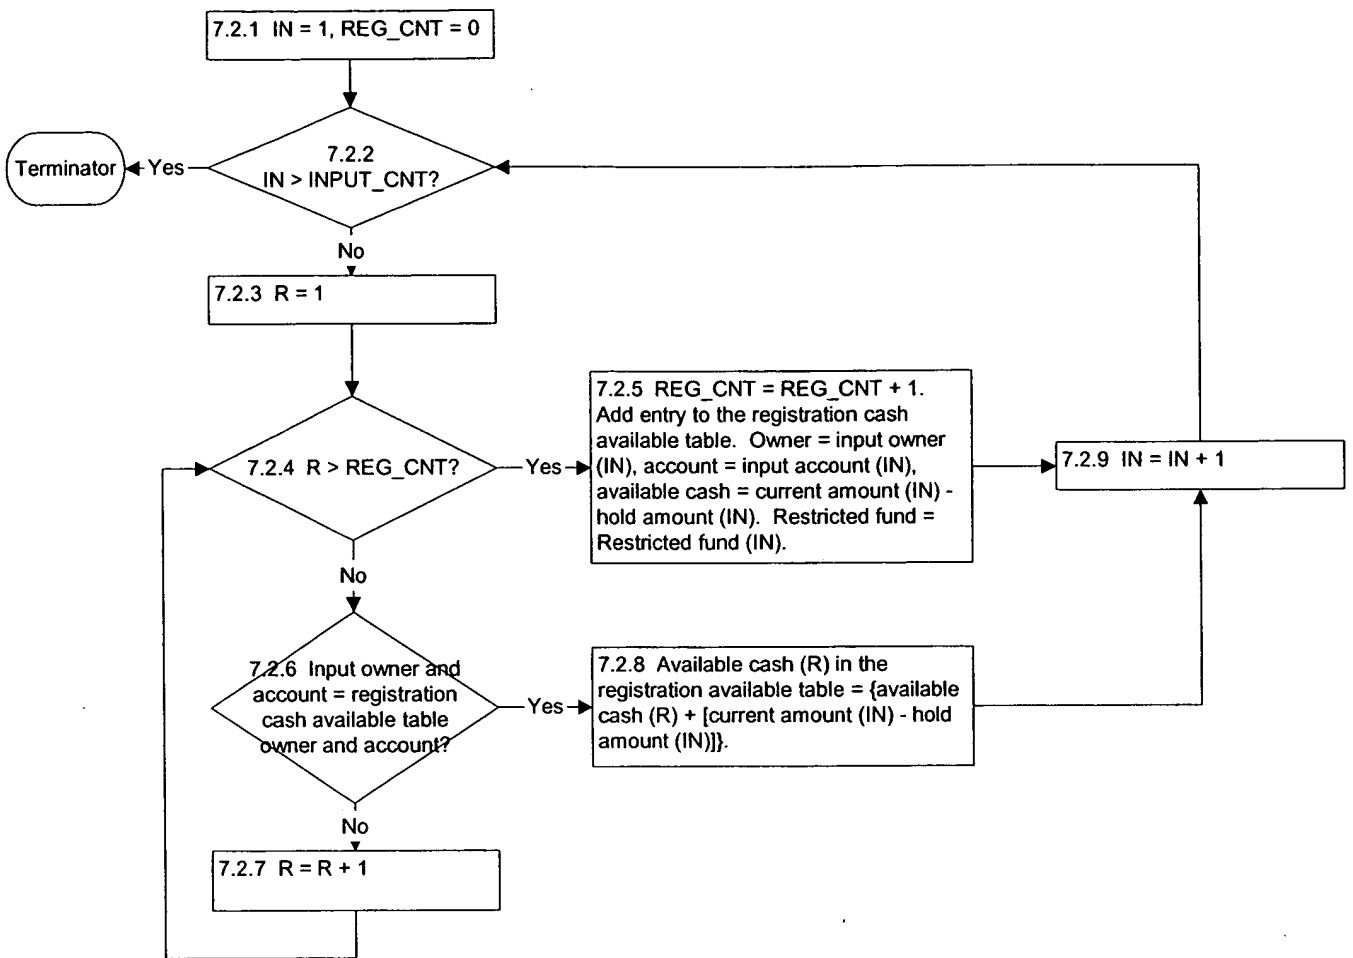 7.2.1 IN = 1, REG_CNT = 0
Terminator
Yes
7.2.2
IN > INPUT_CNT?
No
7.2.3 R = 1
7.2.4 R > REG_CNT?
Yes
7.2.5 REG_CNT = REG_CNT + 1.
Add entry to the registration cash
available table. Owner = input owner
(IN), account = input account (IN),
available cash = current amount (IN) -
hold amount (IN). Restricted fund =
Restricted fund (IN).
7.2.9 IN = IN + 1
No
7.2.6 Input owner and
account = registration
cash available table
owner and account?
Yes
7.2.8 Available cash (R) in the
registration available table = {available
cash (R) + [current amount (IN) - hold
amount (IN)]}.
No
7.2.7 R = R + 1